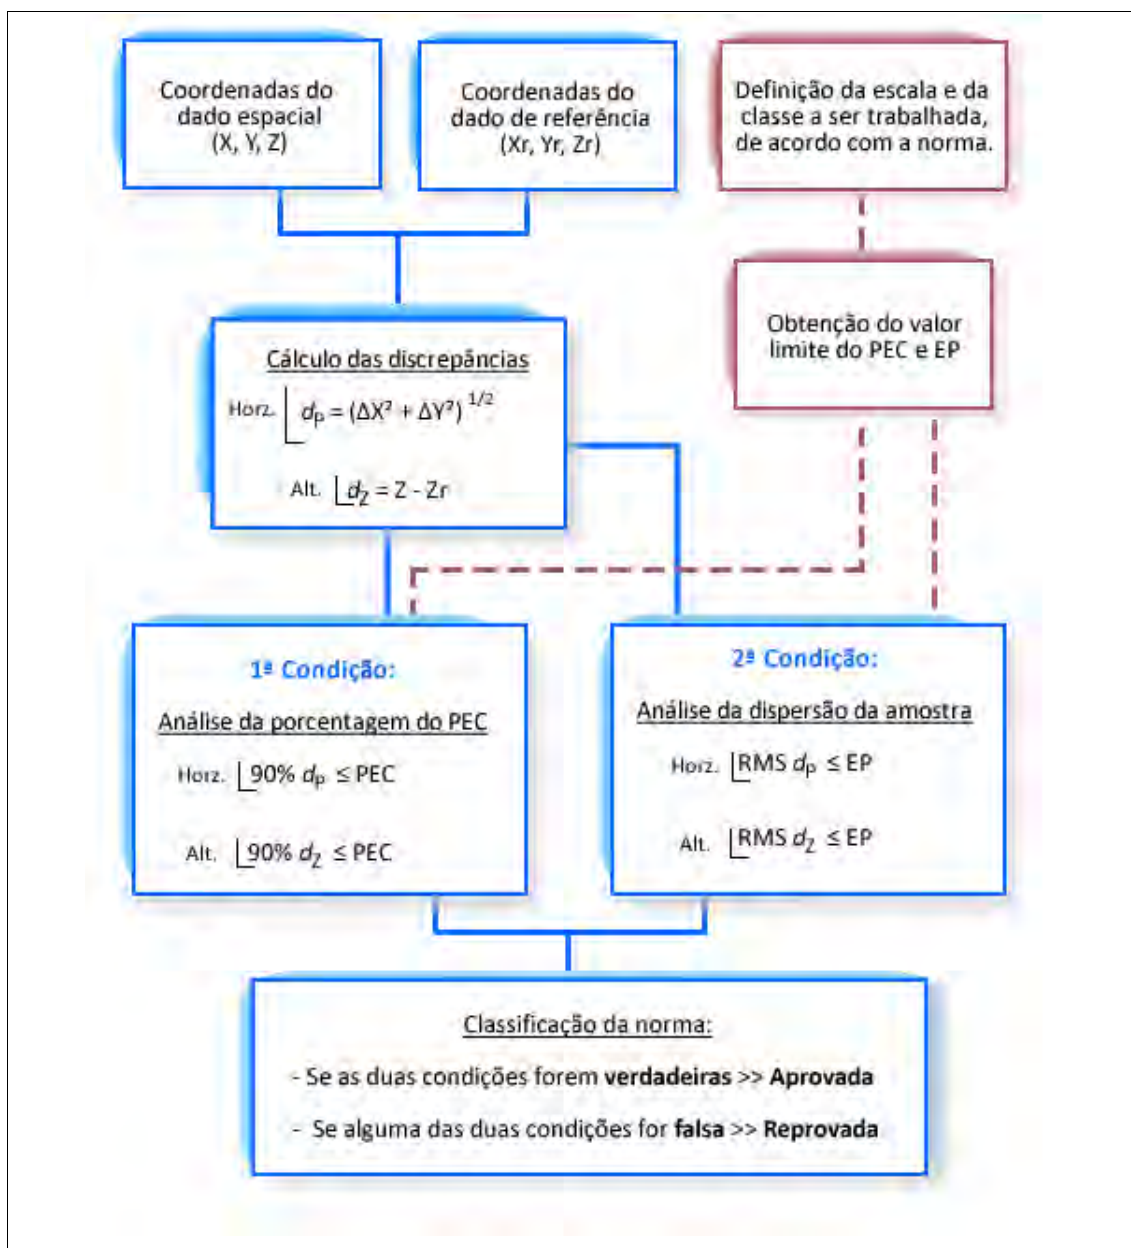 Coordenadas do
dado espacial
(X, Y, Z)
Coordenadas do
dado de referência
(Xr, Yr, Zr)
Definição da escala e da
classe a ser trabalhada,
de acordo com a norma.
Obtenção do valor
limite do PEC e EP
Cálculo das discrepâncias
Horz. dₚ = (ΔX² + ΔY²) ^1/2
Alt. d_Z = Z - Zr
1ª Condição:
Análise da porcentagem do PEC
Horz. 90% dₚ ≤ PEC
Alt. 90% d_Z ≤ PEC
2ª Condição:
Análise da dispersão da amostra
Horz. RMS dₚ ≤ EP
Alt. RMS d_Z ≤ EP
Classificação da norma:
- Se as duas condições forem verdadeiras >> Aprovada
- Se alguma das duas condições for falsa >> Reprovada